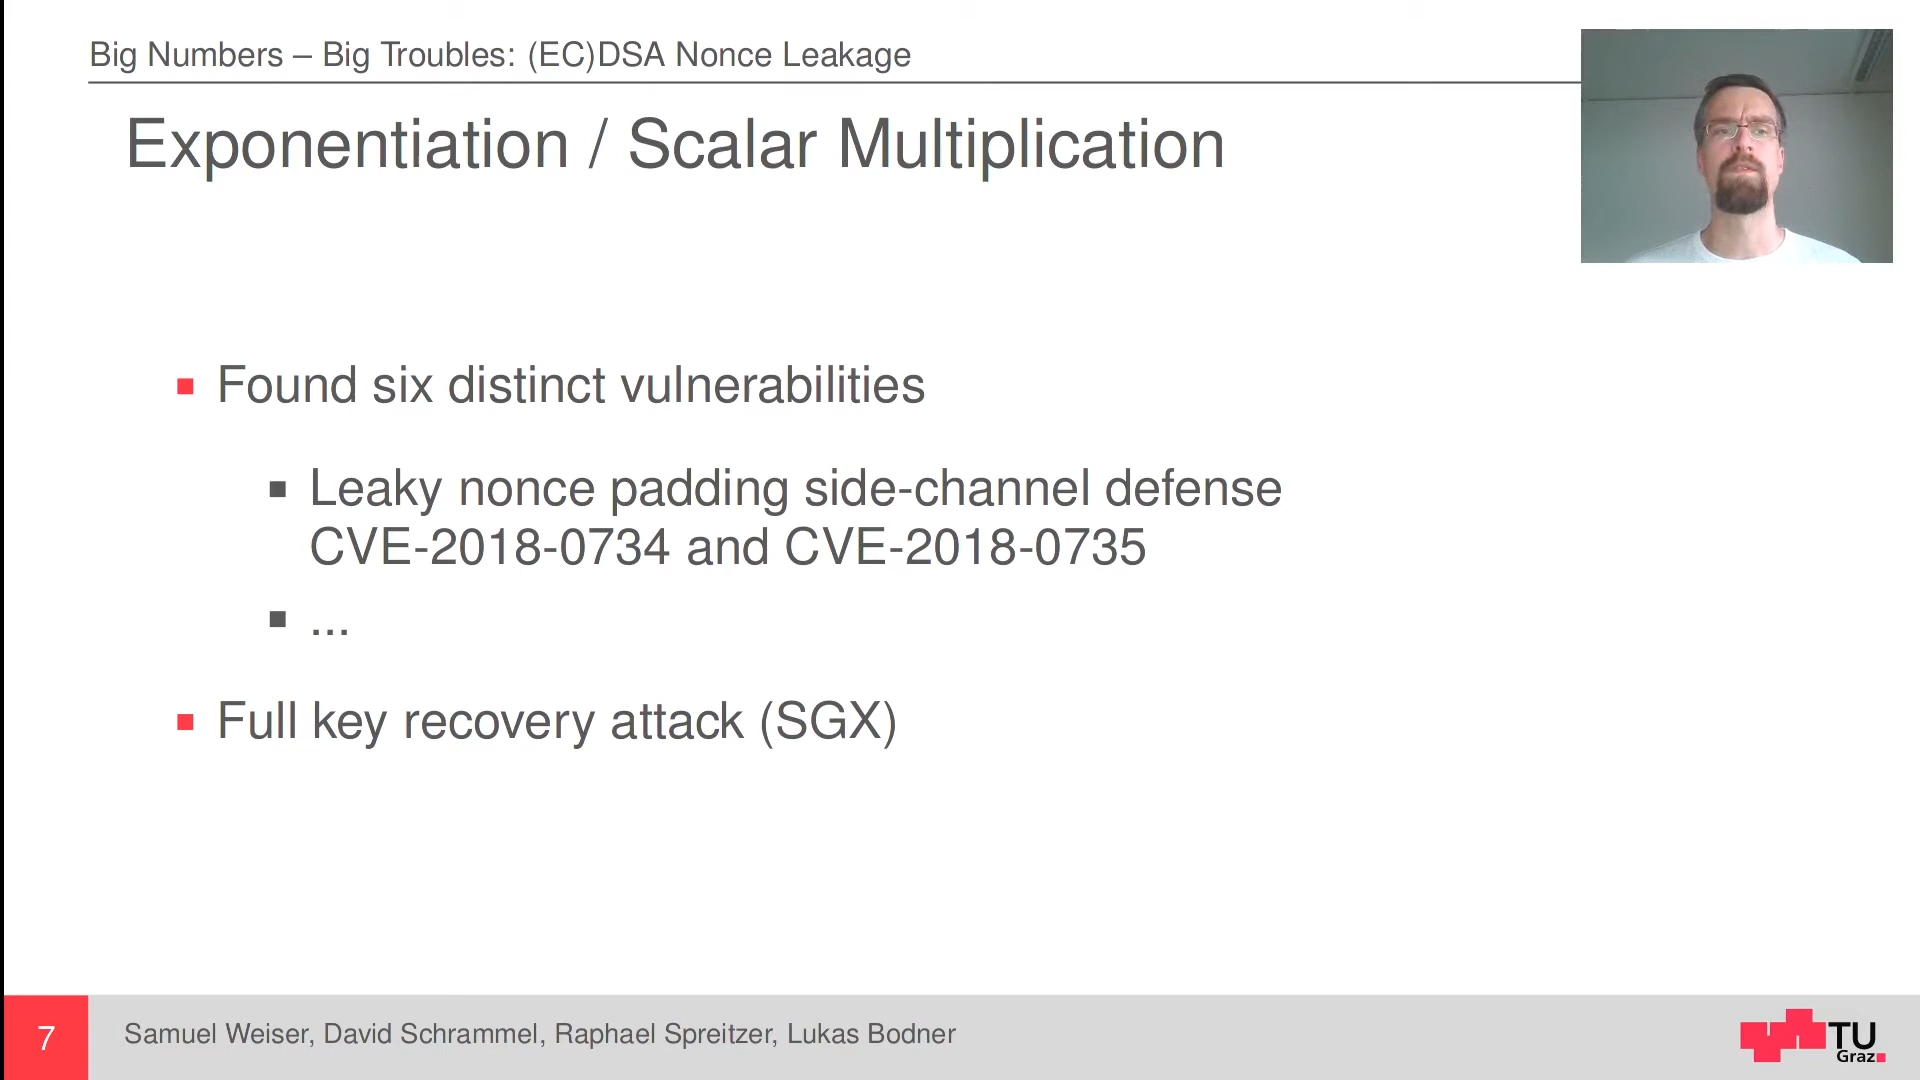 Big Numbers – Big Troubles: (EC)DSA Nonce Leakage
Exponentiation / Scalar Multiplication
Found six distinct vulnerabilities
Leaky nonce padding side-channel defense
CVE-2018-0734 and CVE-2018-0735
...
Full key recovery attack (SGX)
7
Samuel Weiser, David Schrammel, Raphael Spreitzer, Lukas Bodner
TU
Graz